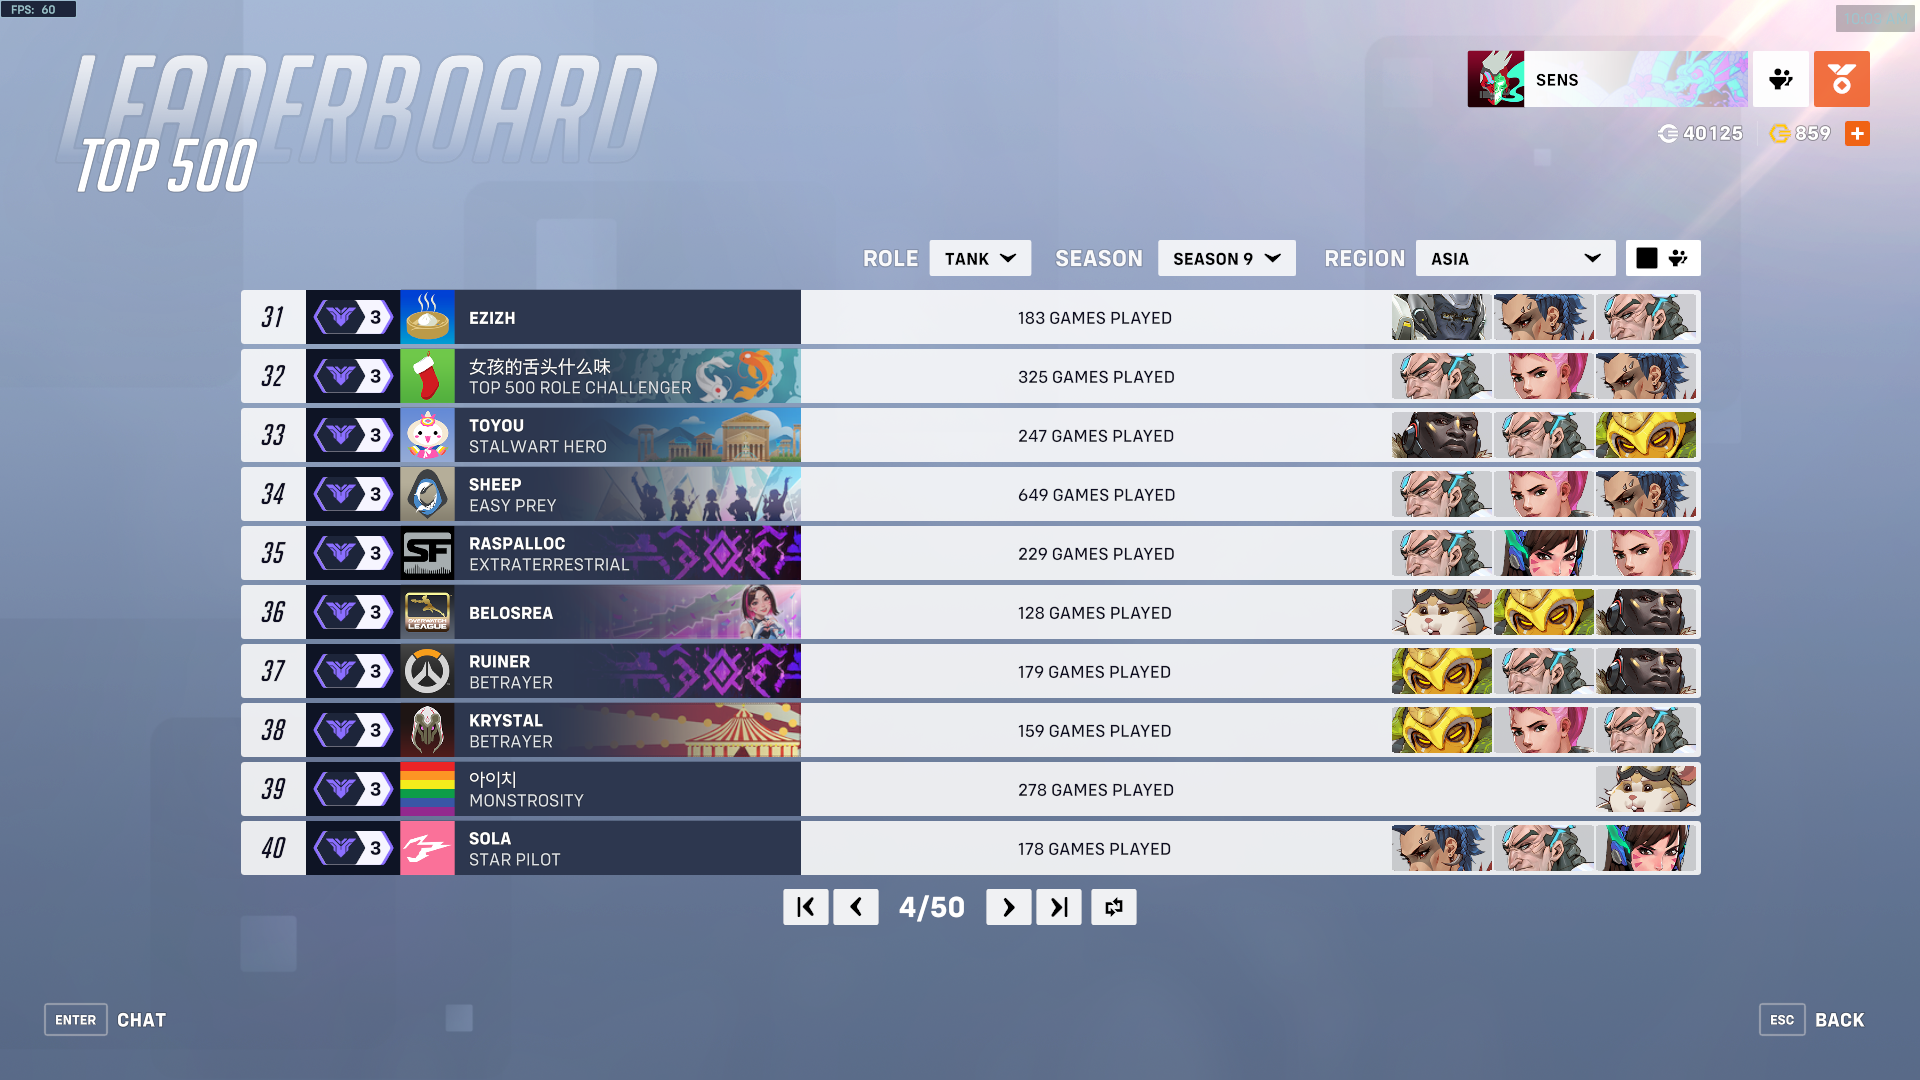 FPS: 60
LEADERBOARD
TOP 500
SENS
40125
859
ROLE
TANK
SEASON
SEASON 9
REGION
ASIA
31 3 EZIZH 183 GAMES PLAYED
32 3 女孩的舌头什么味 325 GAMES PLAYED
TOP 500 ROLE CHALLENGER
33 3 TOYOU 247 GAMES PLAYED
STALWART HERO
34 3 SHEEP 649 GAMES PLAYED
EASY PREY
35 3 SF RASPALLOC 229 GAMES PLAYED
EXTRATERRESTRIAL
36 3 OVERWATCH LEAGUE BELOSREA 128 GAMES PLAYED
37 3 RUINER 179 GAMES PLAYED
BETRAYER
38 3 KRYSTAL 159 GAMES PLAYED
BETRAYER
39 3 아이치 278 GAMES PLAYED
MONSTROSITY
40 3 SOLA 178 GAMES PLAYED
STAR PILOT
4/50
ENTER CHAT
ESC BACK